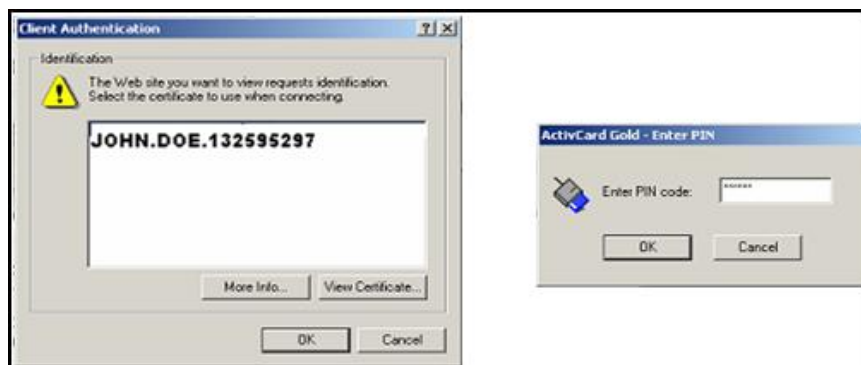 Client Authentication
Identification
The Web site you want to view requests identification.
Select the certificate to use when connecting.
JOHN.DOE.132595297
More Info...
View Certificate...
OK
Cancel
ActivCard Gold - Enter PIN
Enter PIN code:
******
OK
Cancel